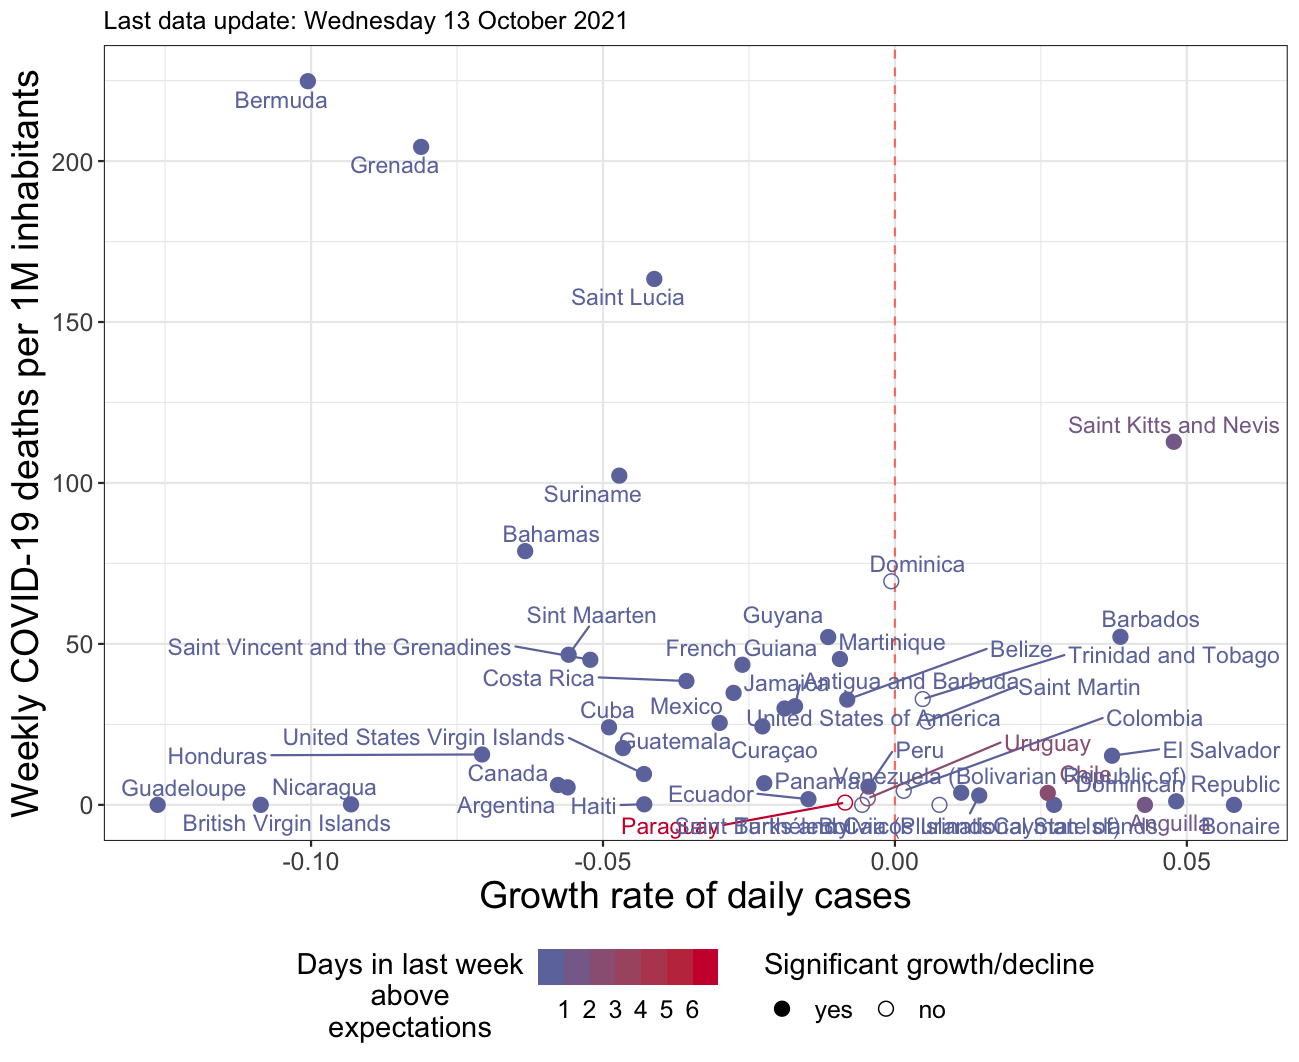 Last data update: Wednesday 13 October 2021
Weekly COVID-19 deaths per 1M inhabitants
200
150
100
50
0
Bermuda
Grenada
Saint Lucia
Saint Kitts and Nevis
Suriname
Bahamas
Dominica
Sint Maarten
Guyana
Barbados
Saint Vincent and the Grenadines
French Guiana
Martinique
Belize
Trinidad and Tobago
Costa Rica
Jamaica
Antigua and Barbuda
Saint Martin
Cuba
Mexico
United States of America
Colombia
United States Virgin Islands
Guatemala
Curaçao
Peru
Uruguay
El Salvador
Honduras
Canada
Panama
Venezuela (Bolivarian Republic of)
Chile
Dominican Republic
Guadeloupe
Nicaragua
Ecuador
Argentina
Haiti
British Virgin Islands
Paraguay
Cayman Islands
Anguilla
Bonaire
-0.10
-0.05
0.00
0.05
Growth rate of daily cases
Days in last week
above
expectations
1 2 3 4 5 6
Significant growth/decline
yes
no